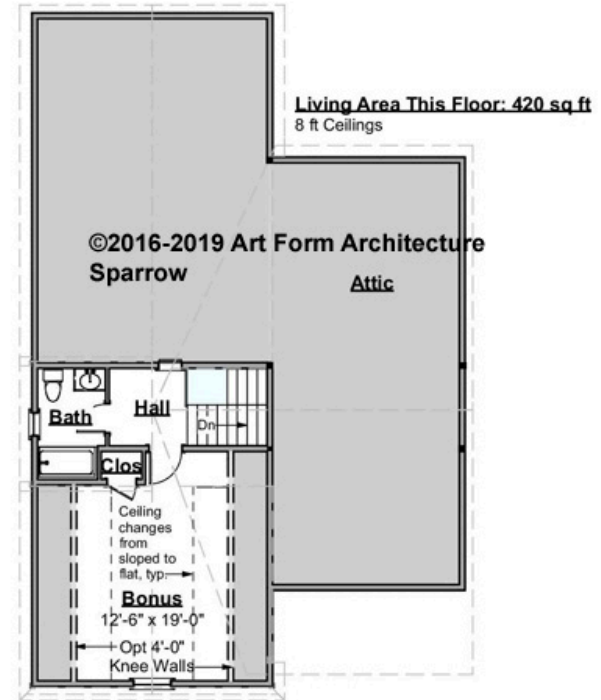 Living Area This Floor: 420 sq ft
8 ft Ceilings
©2016-2019 Art Form Architecture
Sparrow
Attic
Bath
Hall
Dn
Clos
Ceiling
changes
from
sloped to
flat, typ.
Bonus
12'-6" x 19'-0"
Opt 4'-0"
Knee Walls